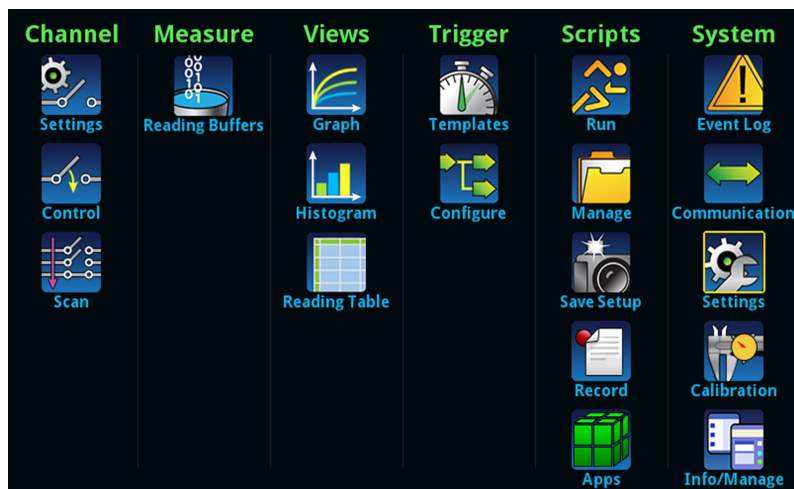 Channel
Measure
Views
Trigger
Scripts
System
Settings
Reading Buffers
Graph
Templates
Run
Event Log
Control
Histogram
Configure
Manage
Communication
Scan
Reading Table
Save Setup
Settings
Record
Calibration
Apps
Info/Manage